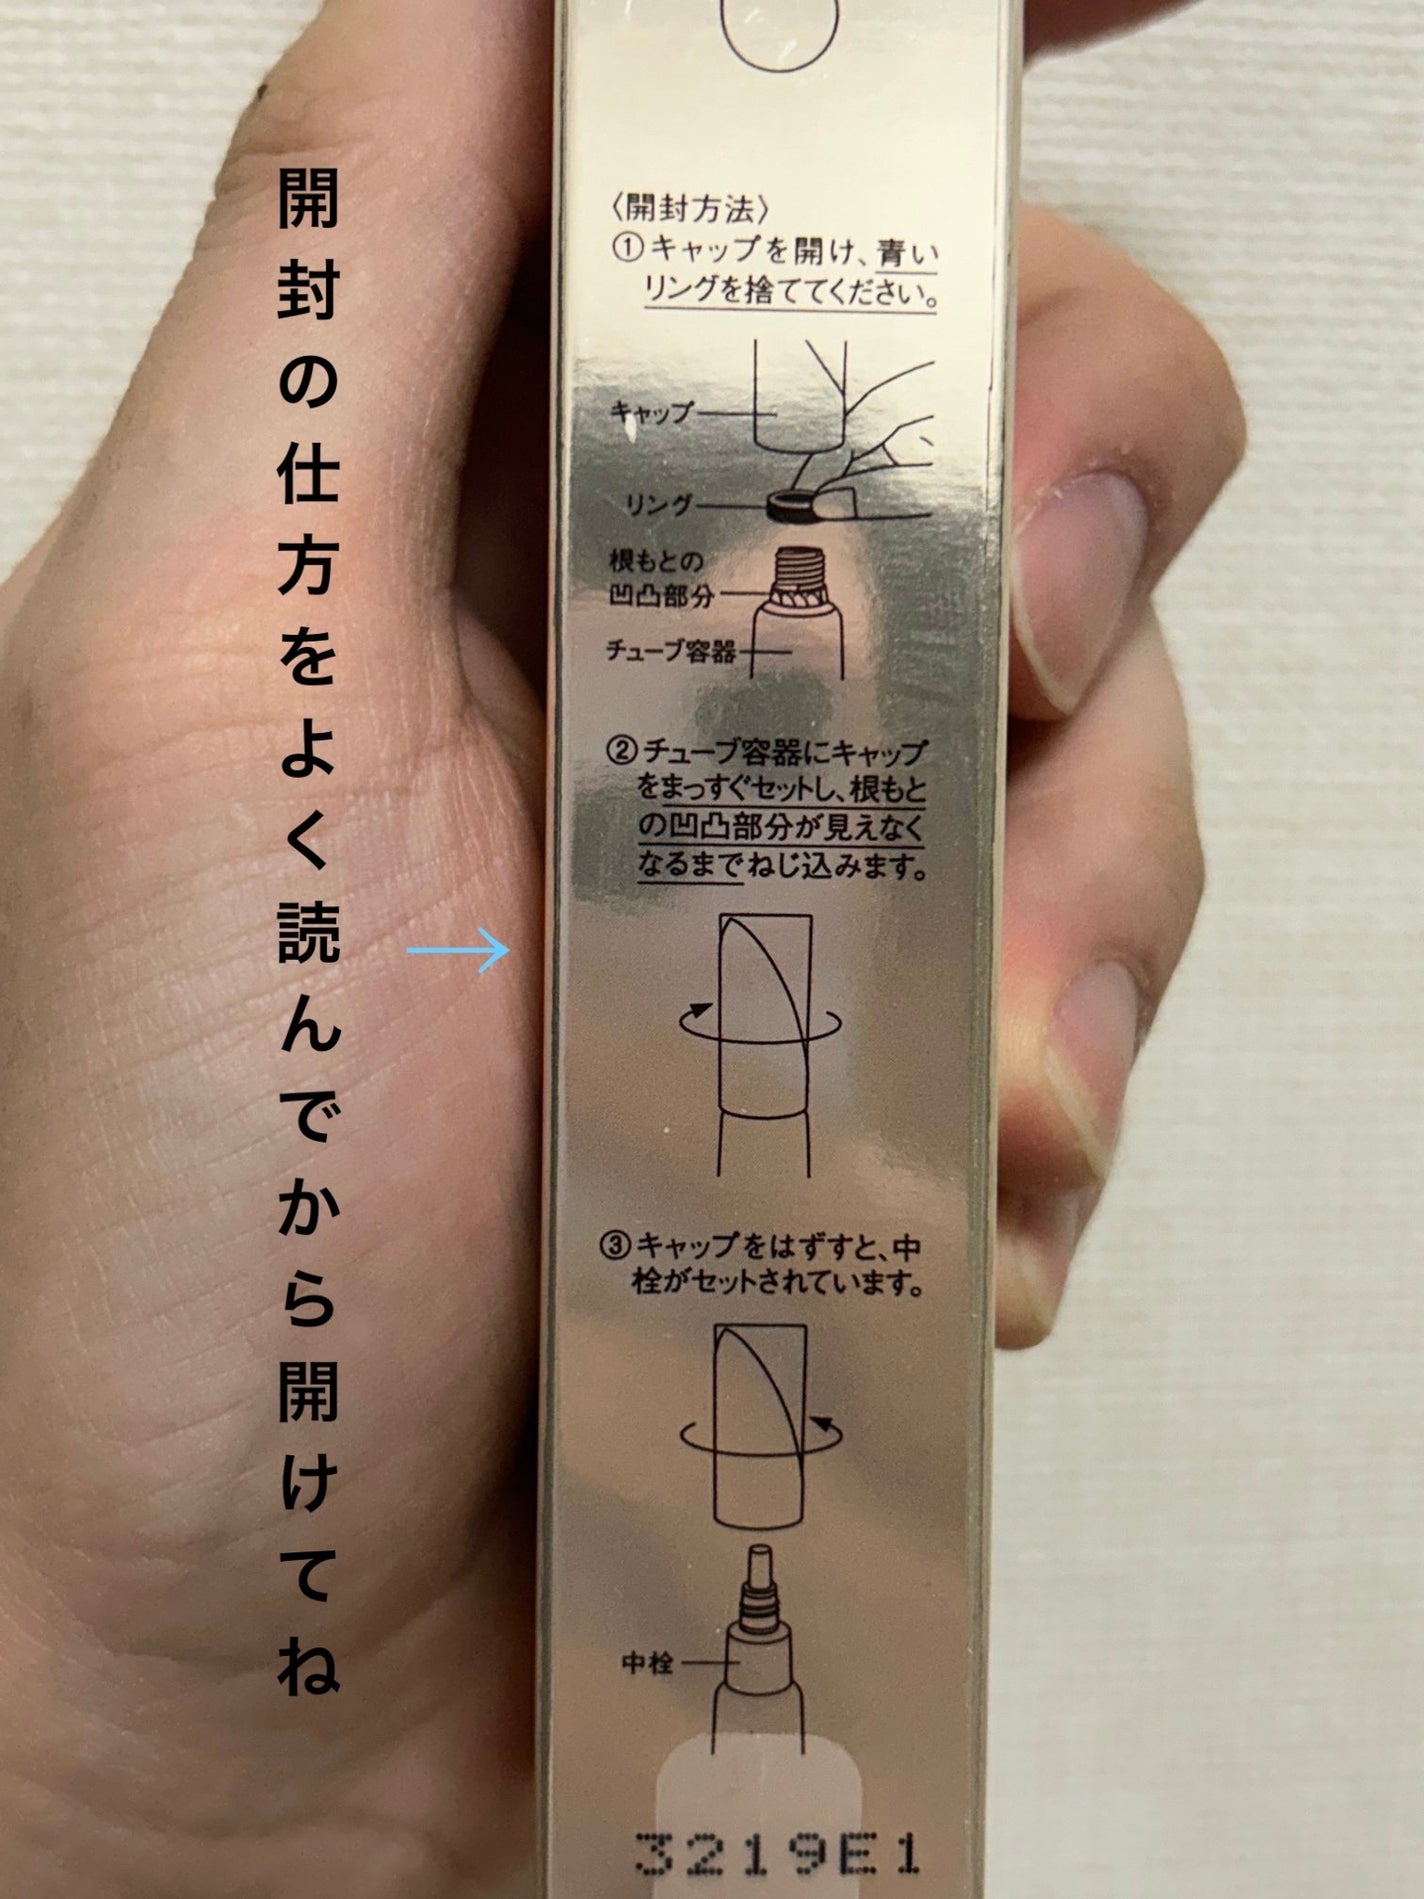 開封の仕方をよく読んでから開けてね
〈開封方法〉
①キャップを開け、青い
リングを捨ててください。
キャップ
リング
根もとの
凹凸部分
チューブ容器
②チューブ容器にキャップ
をまっすぐセットし、根もと
の凹凸部分が見えなく
なるまでねじ込みます。
③キャップをはずすと、中
栓がセットされています。
中栓
3219E1